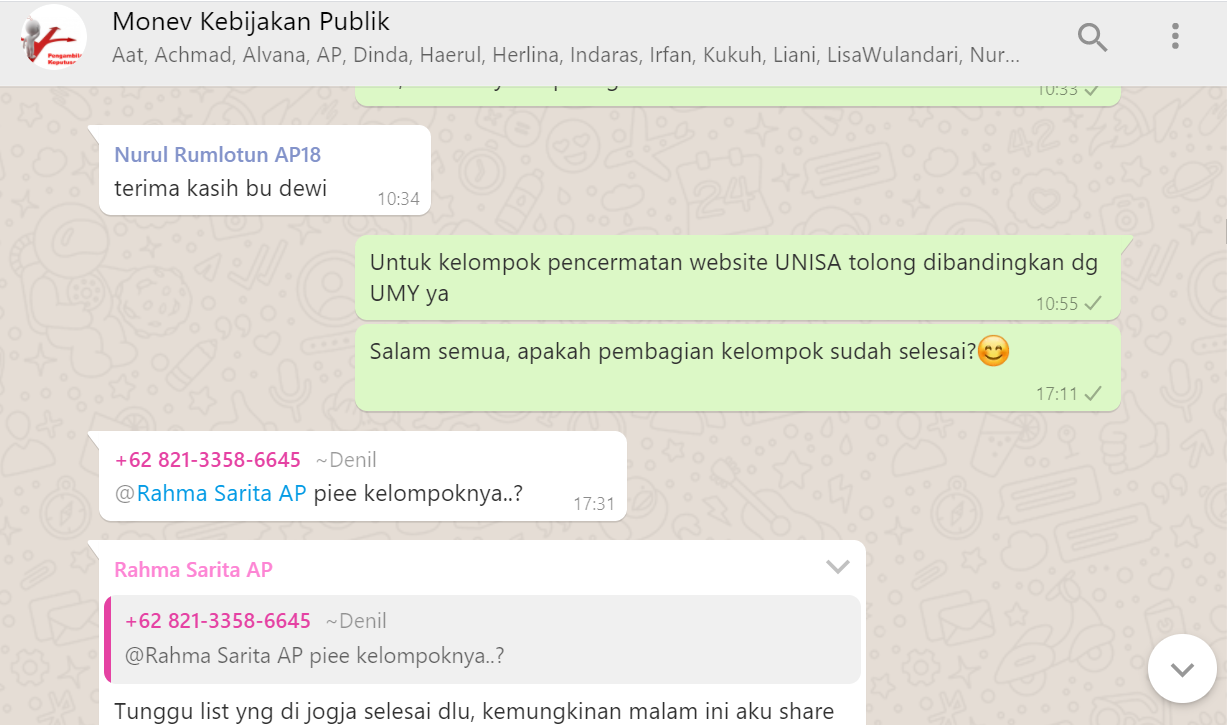 Monev Kebijakan Publik
Aat, Achmad, Alvana, AP, Dinda, Haerul, Herlina, Indaras, Irfan, Kukuh, Liani, LisaWulandari, Nur...
10:33
Nurul Rumlotun AP18
terima kasih bu dewi
10:34
Untuk kelompok pencermatan website UNISA tolong dibandingkan dg
UMY ya
10:55
Salam semua, apakah pembagian kelompok sudah selesai?😊
17:11
+62 821-3358-6645 ~Denil
@Rahma Sarita AP piee kelompoknya..?
17:31
Rahma Sarita AP
+62 821-3358-6645 ~Denil
@Rahma Sarita AP piee kelompoknya..?
Tunggu list yng di jogja selesai dlu, kemungkinan malam ini aku share